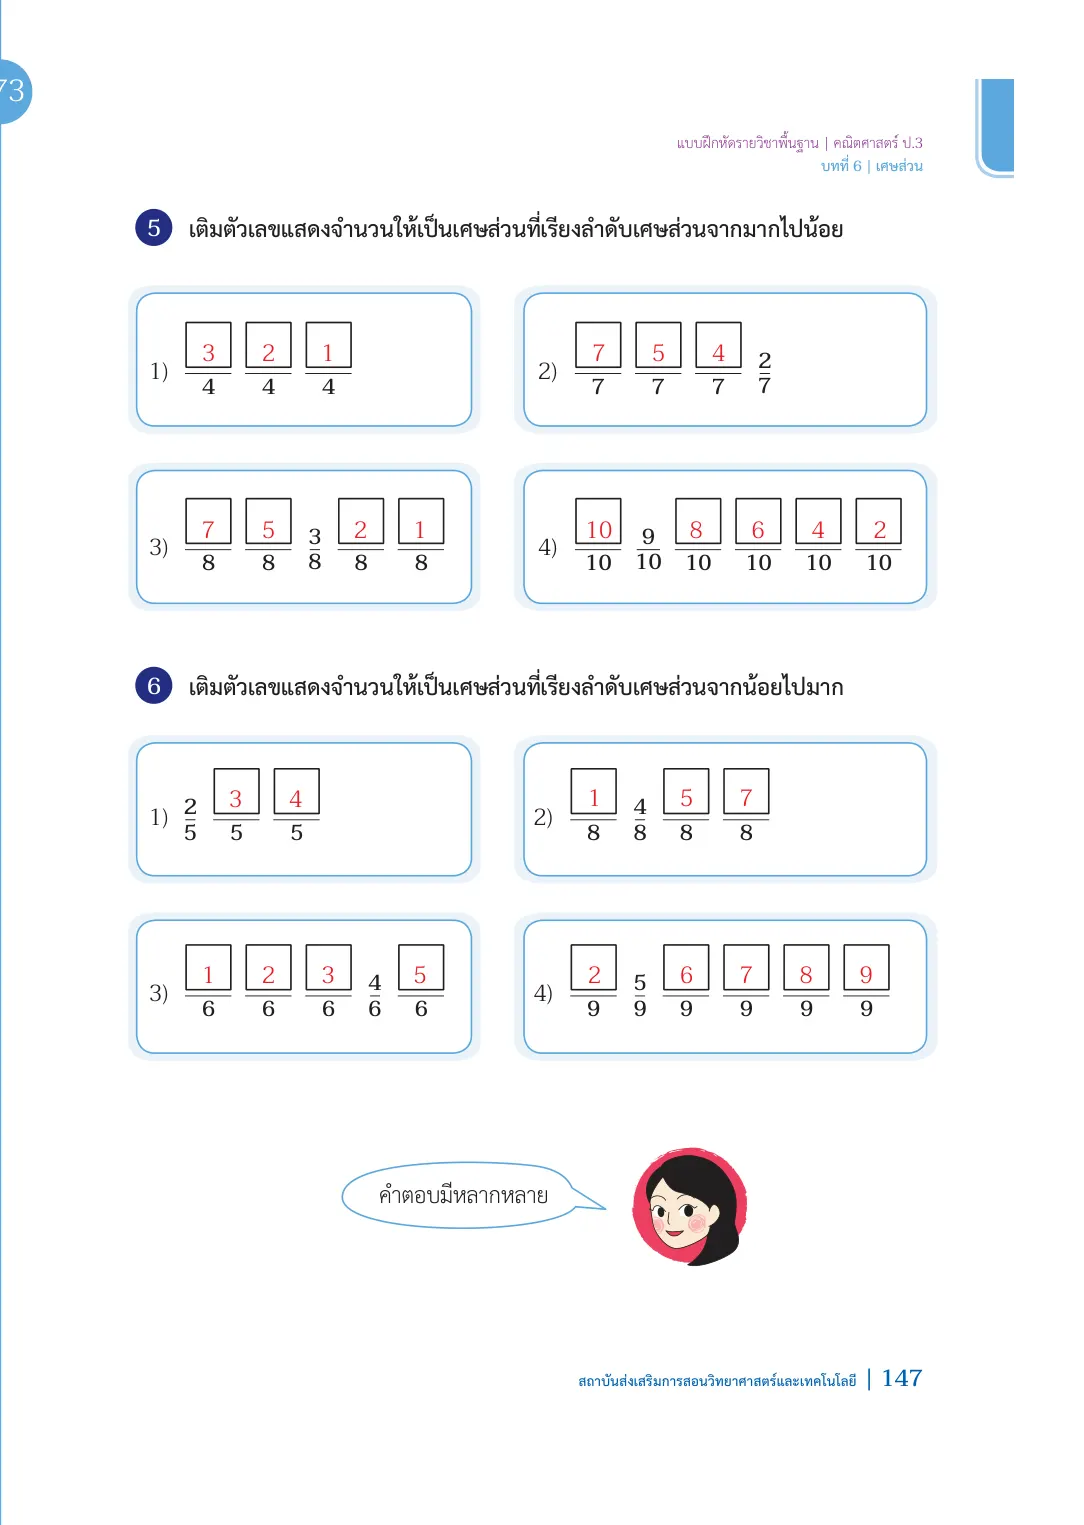 73
แบบฝึกหัดรายวิชาพื้นฐาน | คณิตศาสตร์ ป.3
บทที่ 6 | เศษส่วน
5 เติมตัวเลขแสดงจำนวนให้เป็นเศษส่วนที่เรียงลำดับเศษส่วนจากมากไปน้อย
1) 3/4 2/4 1/4
2) 7/7 5/7 4/7 2/7
3) 7/8 5/8 3/8 2/8 1/8
4) 10/10 9/10 8/10 6/10 4/10 2/10
6 เติมตัวเลขแสดงจำนวนให้เป็นเศษส่วนที่เรียงลำดับเศษส่วนจากน้อยไปมาก
1) 2/5 3/5 4/5
2) 1/8 4/8 5/8 7/8
3) 1/6 2/6 3/6 4/6 5/6
4) 2/9 5/9 6/9 7/9 8/9 9/9
คำตอบมีหลากหลาย
สถาบันส่งเสริมการสอนวิทยาศาสตร์และเทคโนโลยี | 147